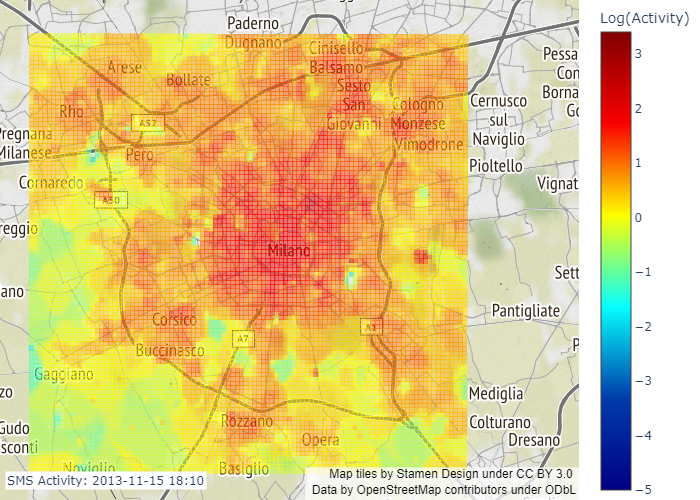 Paderno
Dugnano
Cinisello
Balsamo
Sesto
San
Giovanni
Arese
Bollate
Rho
Cologno
Monzese
Vimodrone
Cernusco
sul
Naviglio
Pioltello
Pessa
Con
Borna
Go
A52
Pregnana
Milanese
Pero
Cornaredo
A50
Vignat
reggio
Milano
Sett
ano
Pantigliate
Corsico
A7
A1
Buccinasco
P
Gaggiano
zo
Mediglia
Rozzano
Colturano
Gudo
Dresano
sconti
Opera
Noviglio
Basiglio
SMS Activity: 2013-11-15 18:10
Map tiles by Stamen Design under CC BY 3.0
Data by OpenStreetMap contributors under ODbL
Log(Activity)
3
2
1
0
−1
−2
−3
−4
−5